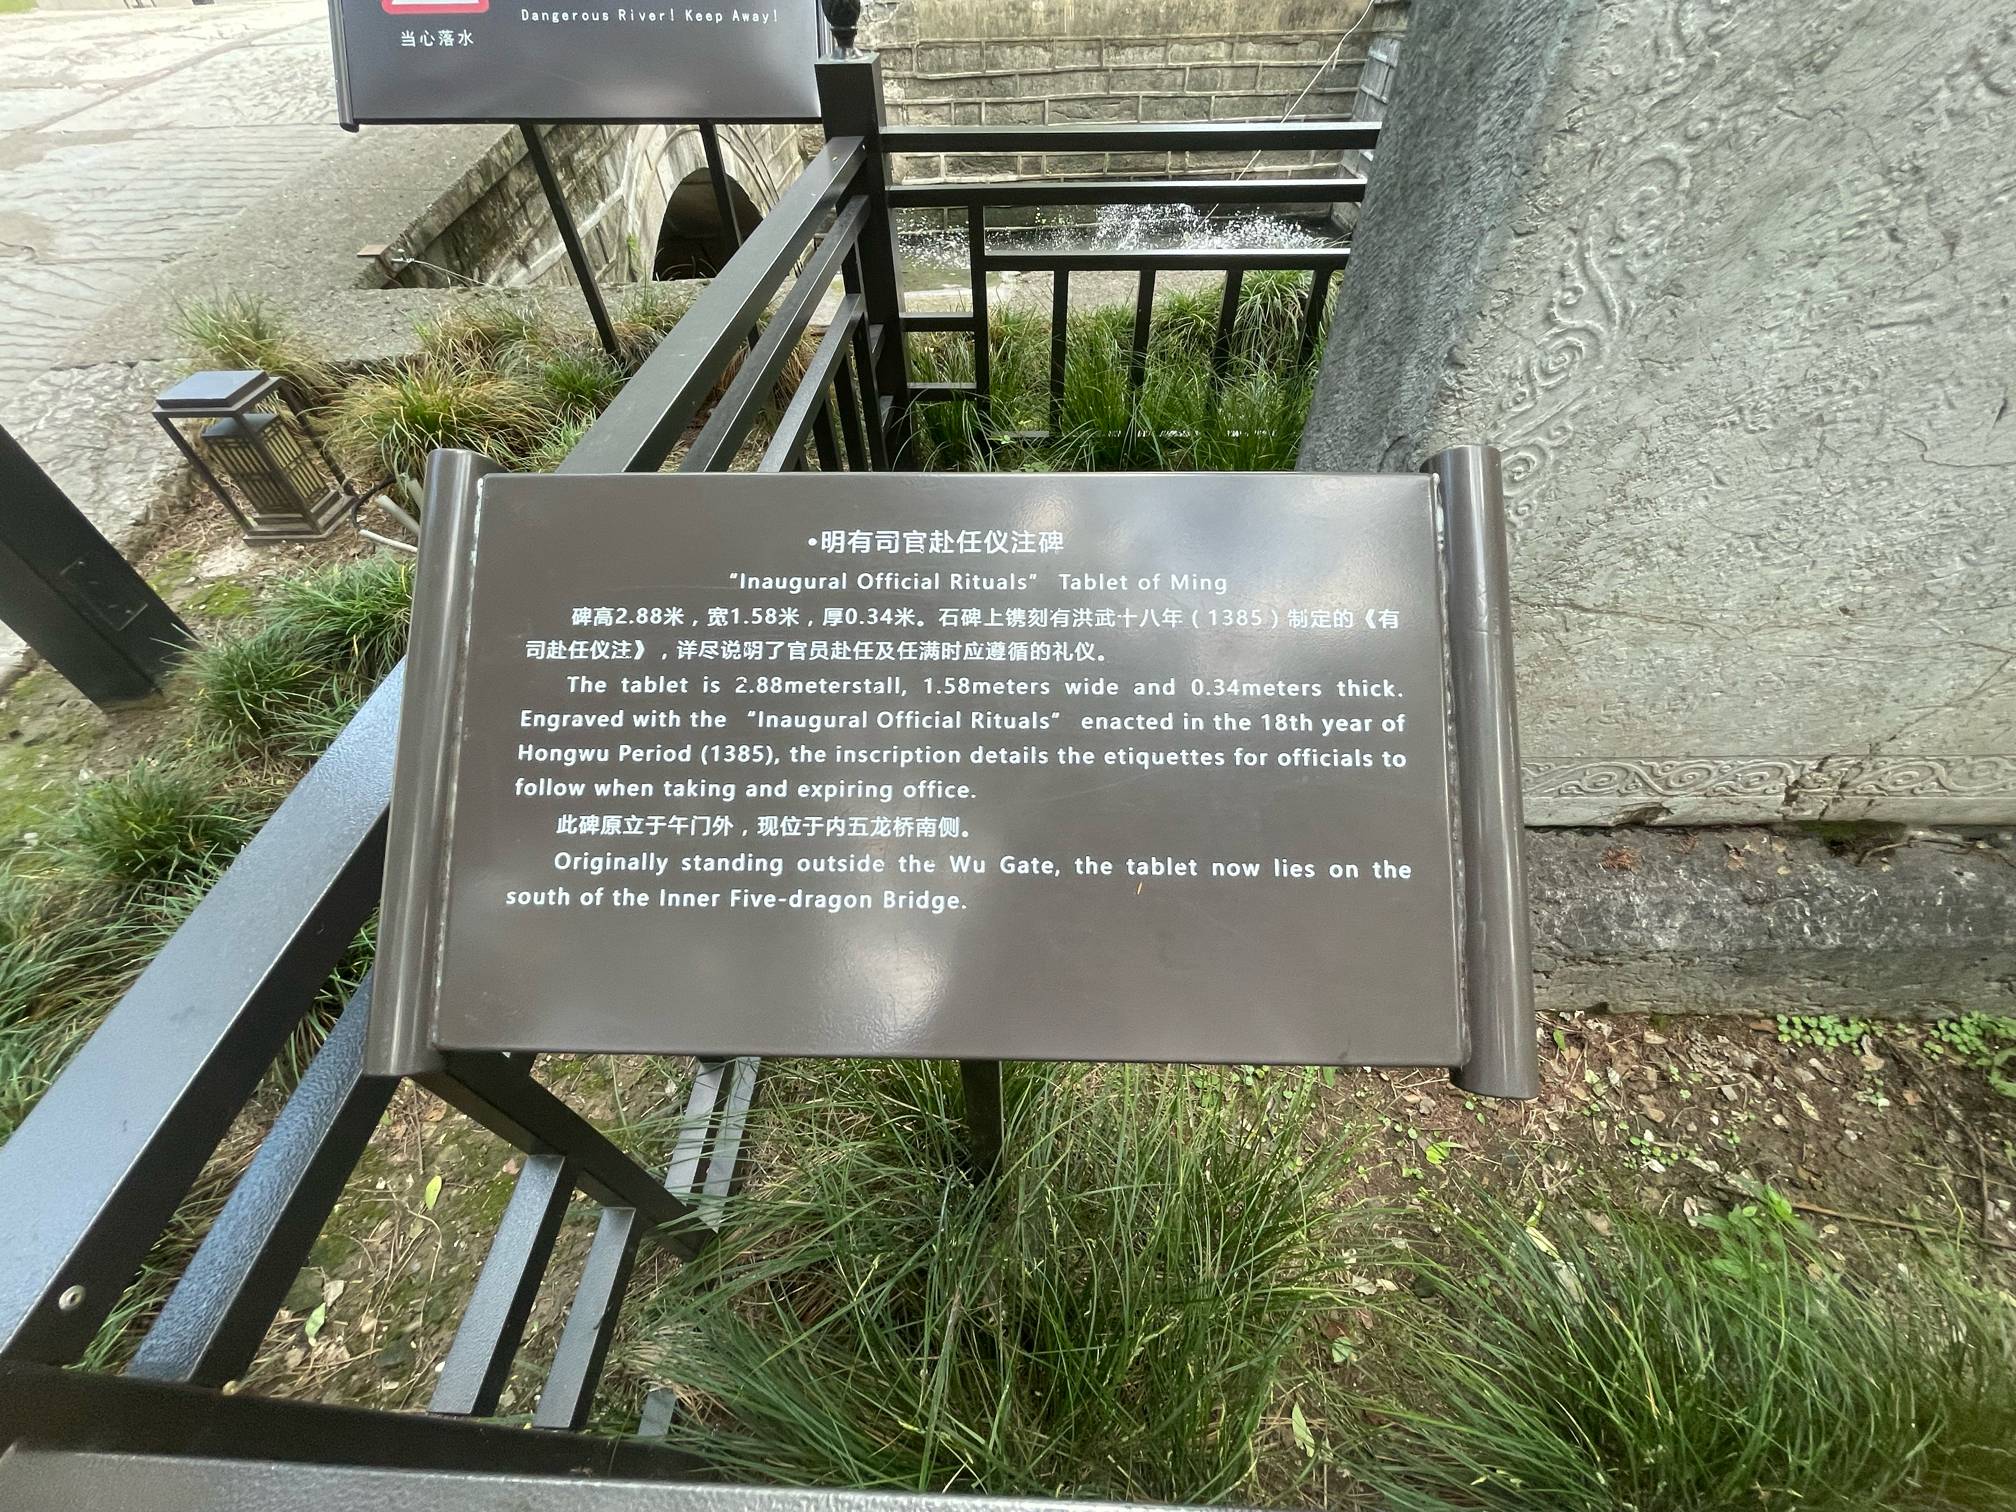 Dangerous River! Keep Away!
当心落水
•明有司官赴任仪注碑
“Inaugural Official Rituals” Tablet of Ming
碑高2.88米，宽1.58米，厚0.34米。石碑上镌刻有洪武十八年（1385）制定的《有
司赴任仪注》，详尽说明了官员赴任及任满时应遵循的礼仪。
The tablet is 2.88meterstall, 1.58meters wide and 0.34meters thick.
Engraved with the “Inaugural Official Rituals” enacted in the 18th year of
Hongwu Period (1385), the inscription details the etiquettes for officials to
follow when taking and expiring office.
此碑原立于午门外，现位于内五龙桥南侧。
Originally standing outside the Wu Gate, the tablet now lies on the
south of the Inner Five-dragon Bridge.